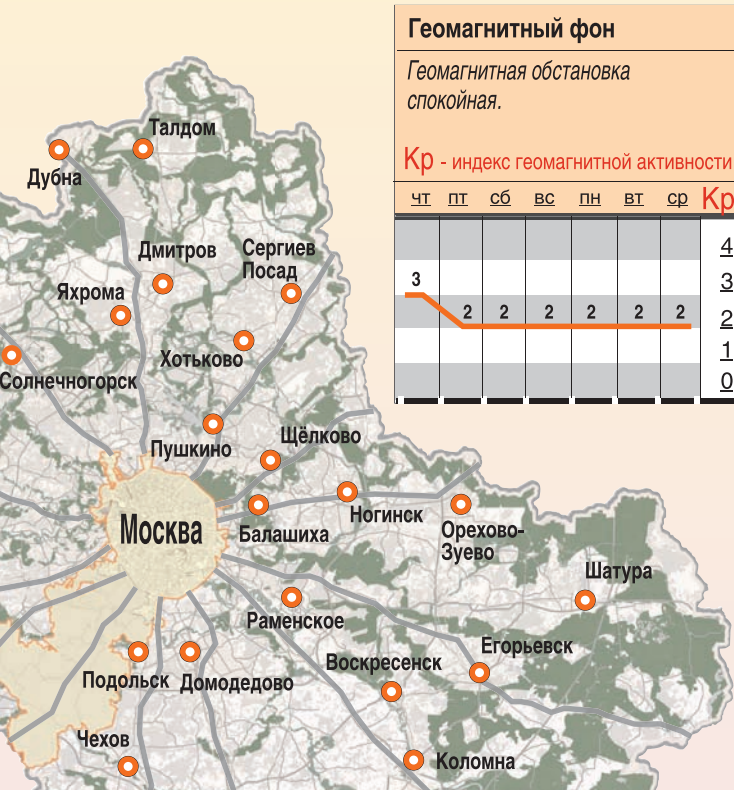 Геомагнитный фон
Геомагнитная обстановка
спокойная.
Кр - индекс геомагнитной активности
чт пт сб вс пн вт ср Кр
4
3 3
2 2 2 2 2 2 2
1
0
Талдом
Дубна
Дмитров
Сергиев
Посад
Яхрома
Хотьково
Солнечногорск
Пушкино
Щёлково
Москва
Балашиха
Ногинск
Орехово-
Зуево
Шатура
Раменское
Воскресенск
Егорьевск
Подольск
Домодедово
Чехов
Коломна